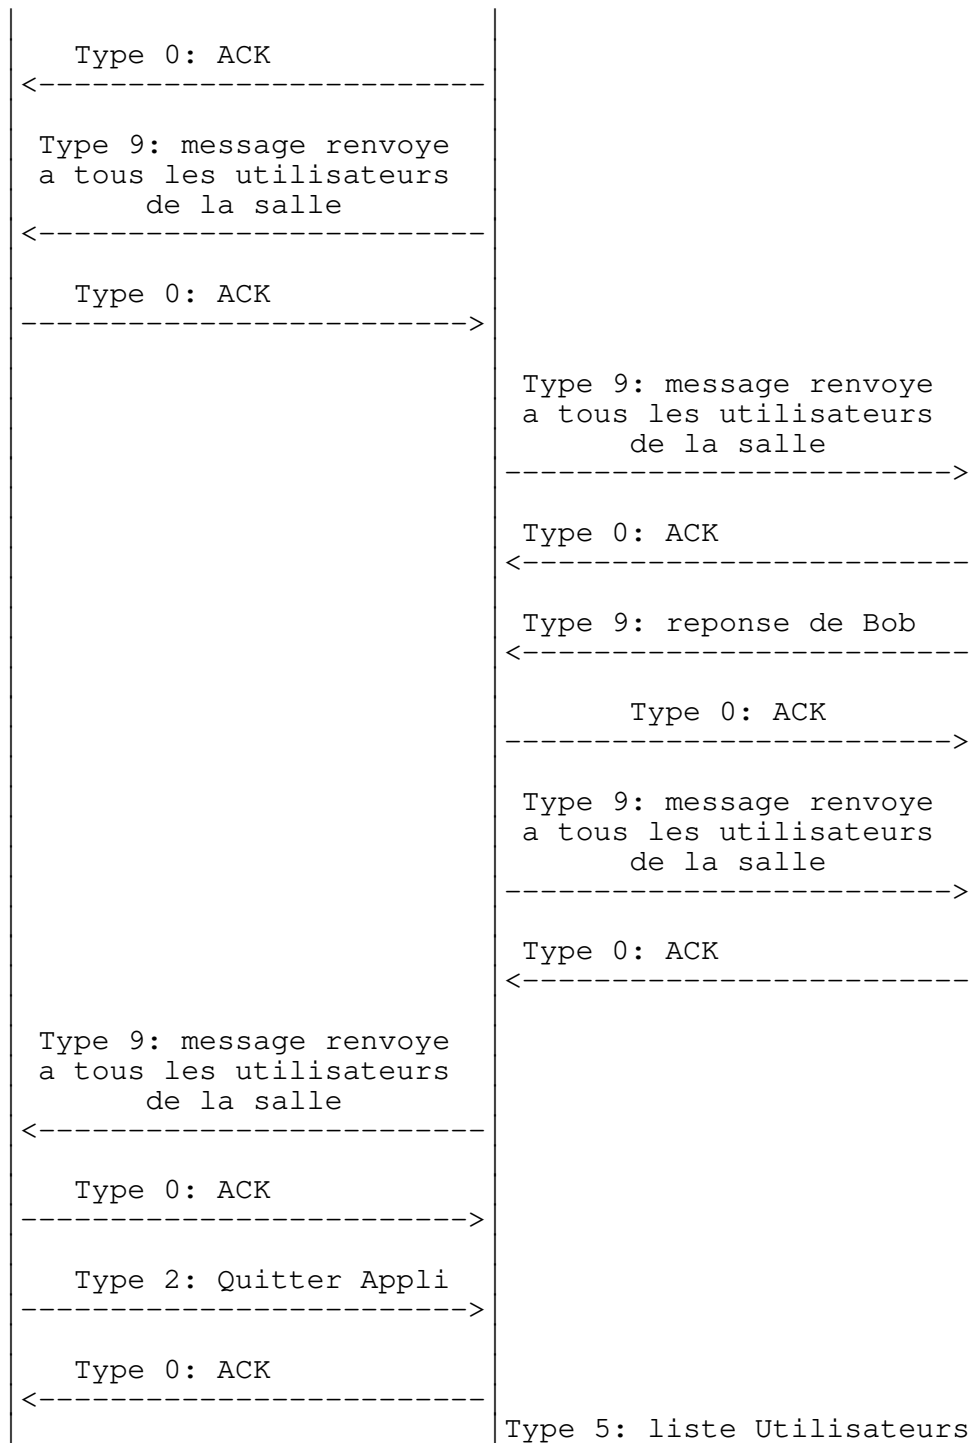 Type 0: ACK
<-------------------------
Type 9: message renvoye
a tous les utilisateurs
de la salle
<-------------------------
Type 0: ACK
------------------------->
Type 9: message renvoye
a tous les utilisateurs
de la salle
------------------------->
Type 0: ACK
<-------------------------
Type 9: reponse de Bob
<-------------------------
Type 0: ACK
------------------------->
Type 9: message renvoye
a tous les utilisateurs
de la salle
------------------------->
Type 0: ACK
<-------------------------
Type 9: message renvoye
a tous les utilisateurs
de la salle
<-------------------------
Type 0: ACK
------------------------->
Type 2: Quitter Appli
------------------------->
Type 0: ACK
<-------------------------
Type 5: liste Utilisateurs